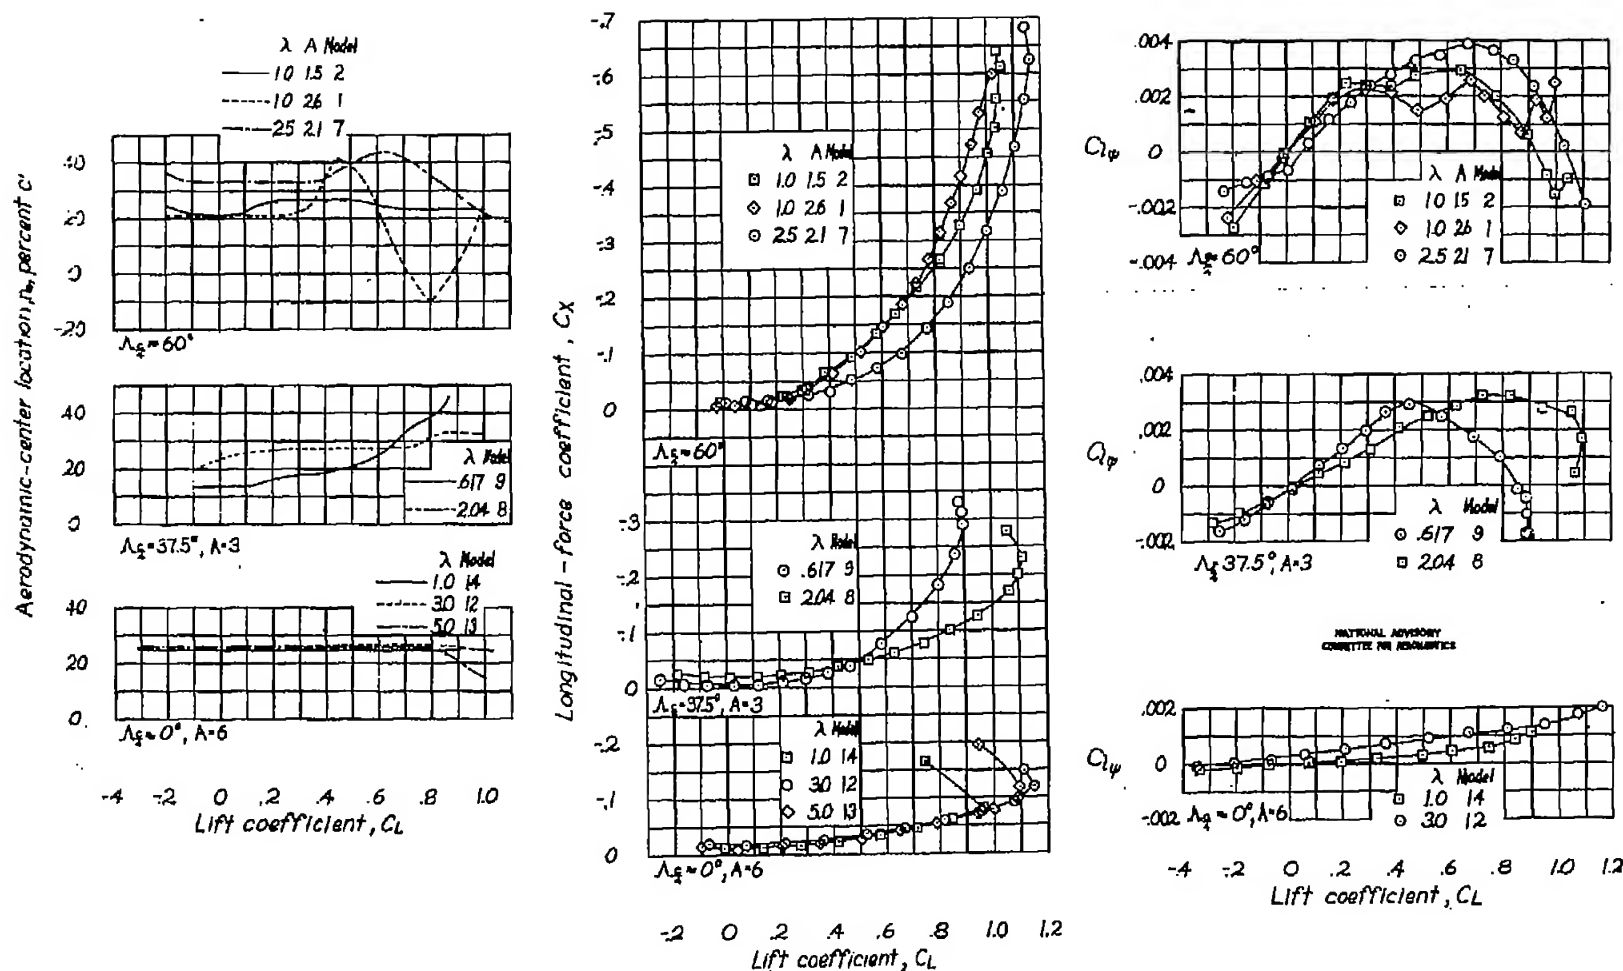 Aerodynamic-center location, n₀, percent c'
λ A Model
1.0 1.5 2
1.0 2.6 1
2.5 2.1 7
40
20
0
-.20
Λc/4 ≈ 60°
40
20
0
λ Model
.617 9
2.04 8
Λc/4 = 37.5°, A=3
λ Model
1.0 14
3.0 12
5.0 13
40
20
0
Λc/4 ≈ 0°, A=6
-.4 -.2 0 .2 .4 .6 .8 1.0
Lift coefficient, CL
Longitudinal-force coefficient, Cx
-.7
-.6
-.5
-.4
-.3
-.2
-.1
0
λ A Model
1.0 1.5 2
1.0 2.6 1
2.5 2.1 7
Λc/4 ≈ 60°
-.3
-.2
-.1
0
λ Model
.617 9
2.04 8
Λc/4 = 37.5°, A=3
-.2
-.1
0
λ Model
1.0 14
3.0 12
5.0 13
Λc/4 ≈ 0°, A=6
-.2 0 .2 .4 .6 .8 1.0 1.2
Lift coefficient, CL
Clψ
.004
.002
0
-.002
-.004
λ A Model
1.0 1.5 2
1.0 2.6 1
2.5 2.1 7
Λc/4 ≈ 60°
Clψ
.004
.002
0
-.002
λ Model
.617 9
2.04 8
Λc/4 = 37.5°, A=3
NATIONAL ADVISORY
COMMITTEE FOR AERONAUTICS
Clψ
.002
0
-.002
Λc/4 ≈ 0°, A=6
λ Model
1.0 14
3.0 12
-.4 -.2 0 .2 .4 .6 .8 1.0 1.2
Lift coefficient, CL